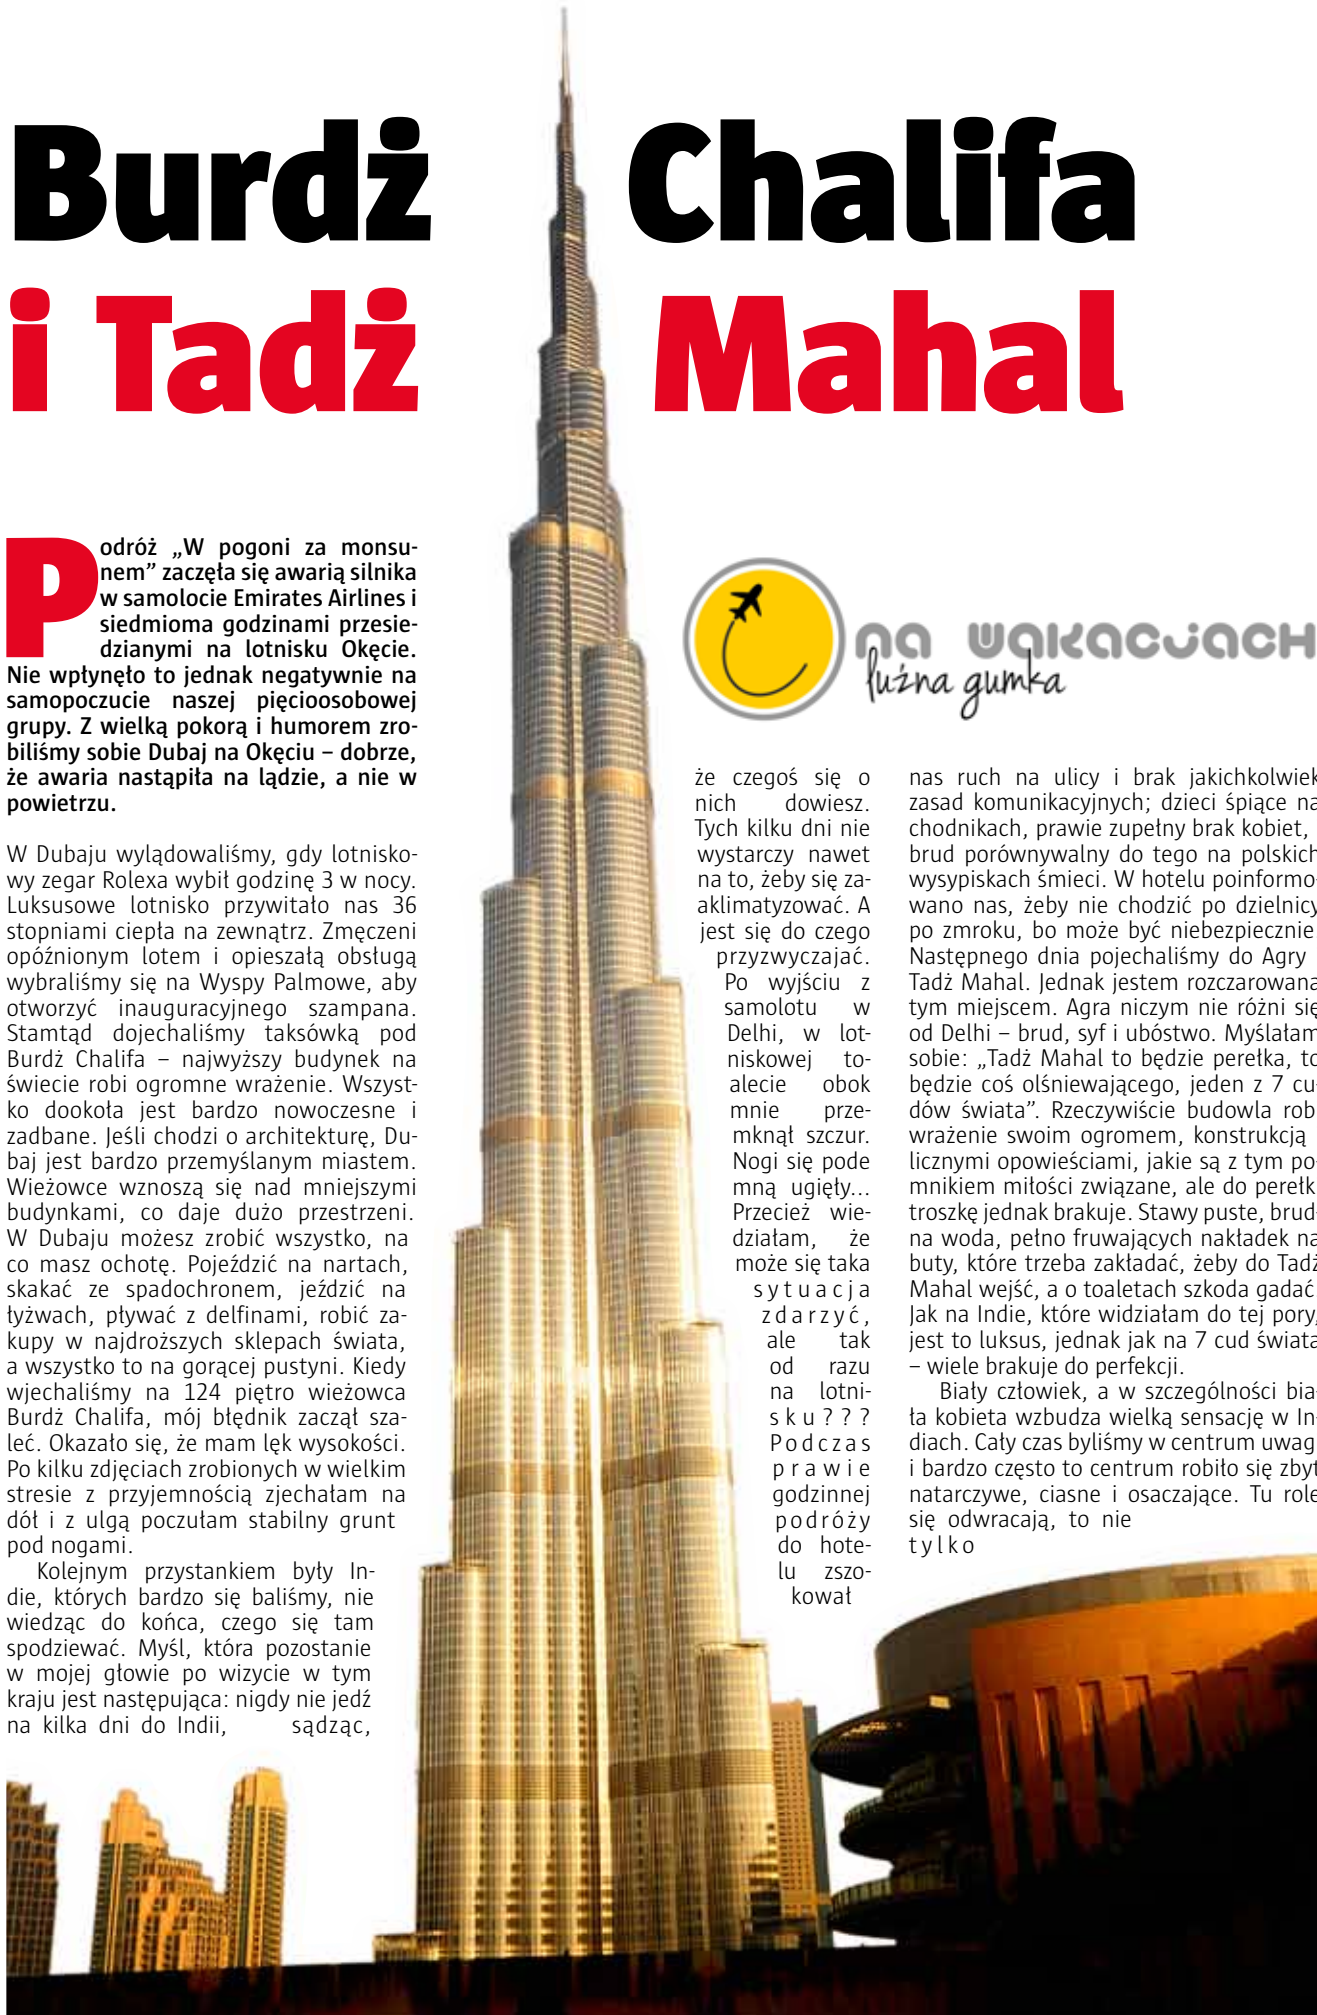 Burdż Chalifa
i Tadż Mahal
Podróż „W pogoni za monsu-
nem” zaczęła się awarią silnika
w samolocie Emirates Airlines i
siedmioma godzinami przesie-
dzianymi na lotnisku Okęcie.
Nie wpłynęło to jednak negatywnie na
samopoczucie naszej pięcioosobowej
grupy. Z wielką pokorą i humorem zro-
biliśmy sobie Dubaj na Okęciu – dobrze,
że awaria nastąpiła na lądzie, a nie w
powietrzu.
W Dubaju wylądowaliśmy, gdy lotnisko-
wy zegar Rolexa wybił godzinę 3 w nocy.
Luksusowe lotnisko przywitało nas 36
stopniami ciepła na zewnątrz. Zmęczeni
opóźnionym lotem i opieszałą obsługą
wybraliśmy się na Wyspy Palmowe, aby
otworzyć inauguracyjnego szampana.
Stamtąd dojechaliśmy taksówką pod
Burdż Chalifa – najwyższy budynek na
świecie robi ogromne wrażenie. Wszyst-
ko dookoła jest bardzo nowoczesne i
zadbane. Jeśli chodzi o architekturę, Du-
baj jest bardzo przemyślanym miastem.
Wieżowce wznoszą się nad mniejszymi
budynkami, co daje dużo przestrzeni.
W Dubaju możesz zrobić wszystko, na
co masz ochotę. Pojeździć na nartach,
skakać ze spadochronem, jeździć na
łyżwach, pływać z delfinami, robić za-
kupy w najdroższych sklepach świata,
a wszystko to na gorącej pustyni. Kiedy
wjechaliśmy na 124 piętro wieżowca
Burdż Chalifa, mój błędnik zaczął sza-
leć. Okazało się, że mam lęk wysokości.
Po kilku zdjęciach zrobionych w wielkim
stresie z przyjemnością zjechałam na
dół i z ulgą poczułam stabilny grunt
pod nogami.
Kolejnym przystankiem były In-
die, których bardzo się baliśmy, nie
wiedząc do końca, czego się tam
spodziewać. Myśl, która pozostanie
w mojej głowie po wizycie w tym
kraju jest następująca: nigdy nie jedź
na kilka dni do Indii, sądząc,
na wakacjach
luźna gumka
że czegoś się o
nich dowiesz.
Tych kilku dni nie
wystarczy nawet
na to, żeby się za-
aklimatyzować. A
jest się do czego
przyzwyczajać.
Po wyjściu z
samolotu w
Delhi, w lot-
niskowej to-
alecie obok
mnie prze-
mknął szczur.
Nogi się pode
mną ugięły...
Przecież wie-
działam, że
może się taka
sytuacja
zdarzyć,
ale tak
od razu
na lotni-
sku???
Podczas
prawie
godzinnej
podróży
do hote-
lu zszo-
kował
nas ruch na ulicy i brak jakichkolwiek
zasad komunikacyjnych; dzieci śpiące na
chodnikach, prawie zupełny brak kobiet,
brud porównywalny do tego na polskich
wysypiskach śmieci. W hotelu poinformo-
wano nas, żeby nie chodzić po dzielnicy
po zmroku, bo może być niebezpiecznie
Następnego dnia pojechaliśmy do Agry
Tadż Mahal. Jednak jestem rozczarowana
tym miejscem. Agra niczym nie różni się
od Delhi – brud, syf i ubóstwo. Myślałam
sobie: „Tadż Mahal to będzie perełka, to
będzie coś olśniewającego, jeden z 7 cu-
dów świata”. Rzeczywiście budowla rob
wrażenie swoim ogromem, konstrukcją
licznymi opowieściami, jakie są z tym po-
mnikiem miłości związane, ale do perełk
troszkę jednak brakuje. Stawy puste, brud-
na woda, pełno fruwających nakładek na
buty, które trzeba zakładać, żeby do Tadż
Mahal wejść, a o toaletach szkoda gadać
Jak na Indie, które widziałam do tej pory,
jest to luksus, jednak jak na 7 cud świata
– wiele brakuje do perfekcji.
Biały człowiek, a w szczególności bia-
ła kobieta wzbudza wielką sensację w In-
diach. Cały czas byliśmy w centrum uwag
i bardzo często to centrum robiło się zbyt
natarczywe, ciasne i osaczające. Tu role
się odwracają, to nie
tylko